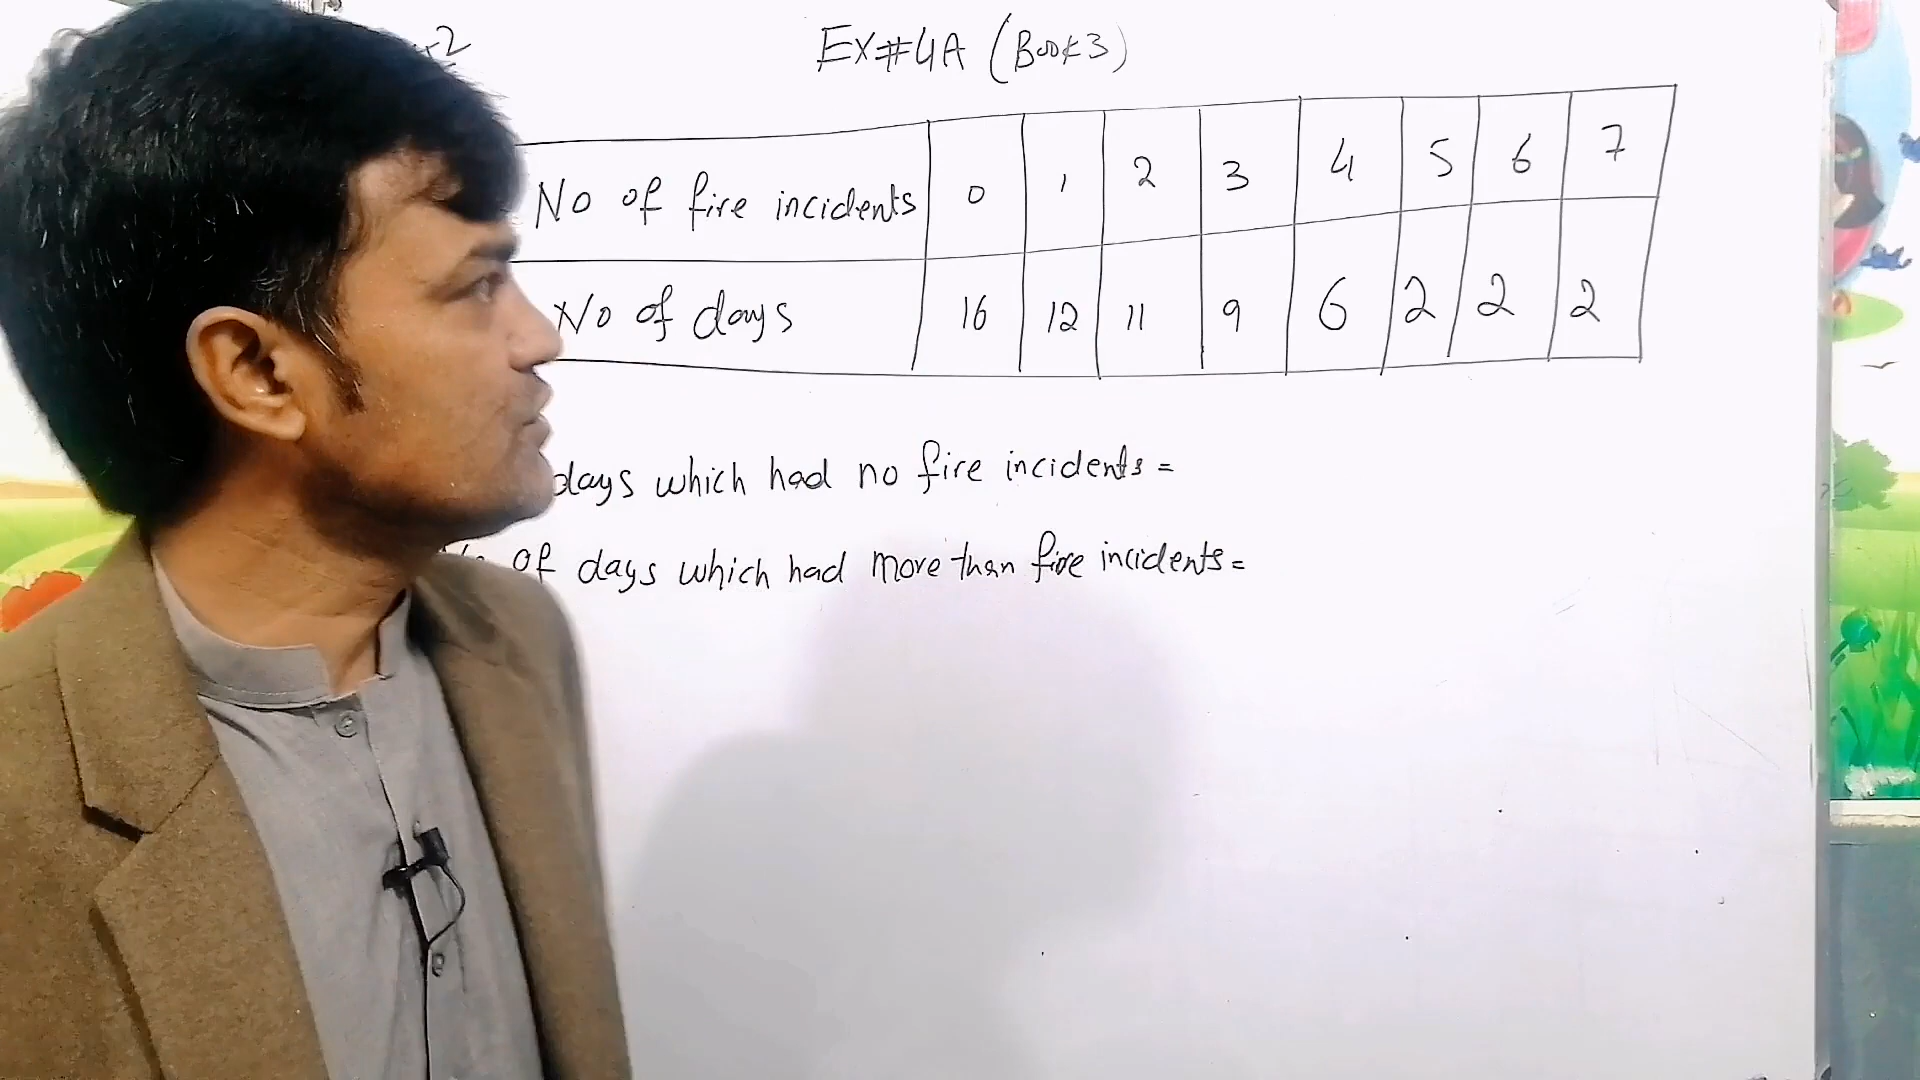 Ex#4A (Book3)
No of fire incidents 0 1 2 3 4 5 6 7
No of days 16 12 11 9 6 2 2 2
days which had no fire incidents =
of days which had more than five incidents =